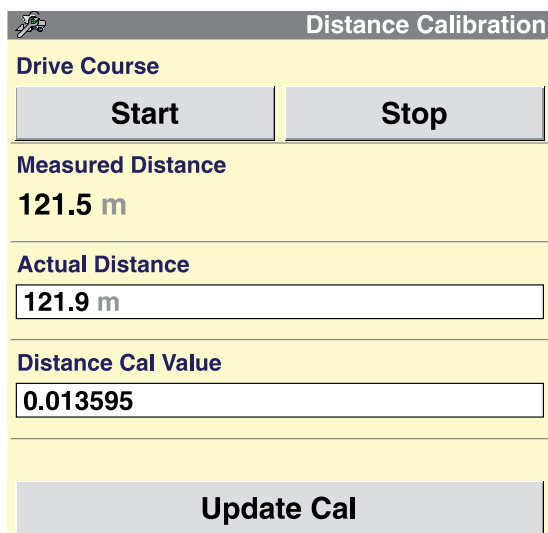 Distance Calibration
Drive Course
Start Stop
Measured Distance
121.5 m
Actual Distance
121.9 m
Distance Cal Value
0.013595
Update Cal